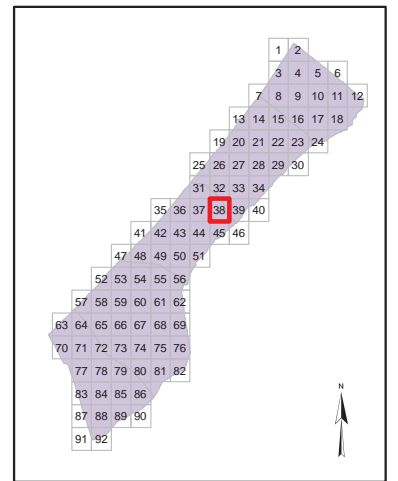 1 2
3 4 5 6
7 8 9 10 11 12
13 14 15 16 17 18
19 20 21 22 23 24
25 26 27 28 29 30
31 32 33 34
35 36 37 38 39 40
41 42 43 44 45 46
47 48 49 50 51
52 53 54 55 56
57 58 59 60 61 62
63 64 65 66 67 68 69
70 71 72 73 74 75 76
77 78 79 80 81 82
83 84 85 86
N
87 88 89 90
91 92